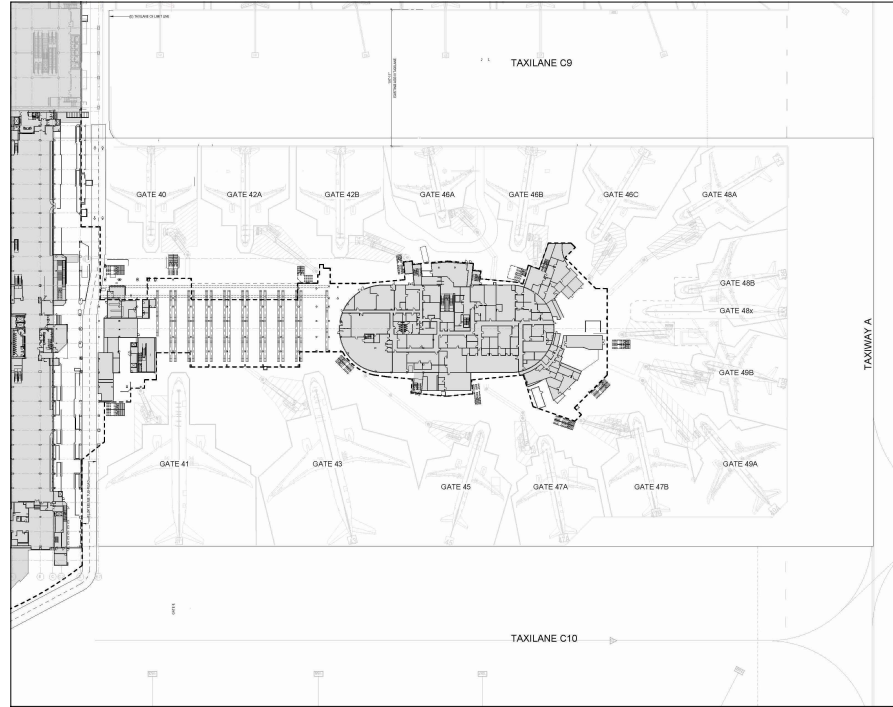 TAXILANE C9
GATE 40
GATE 42A
GATE 42B
GATE 46A
GATE 46B
GATE 46C
GATE 48A
GATE 48B
GATE 48x
TAXIWAY A
GATE 49B
GATE 41
GATE 43
GATE 45
GATE 47A
GATE 47B
GATE 49A
TAXILANE C10